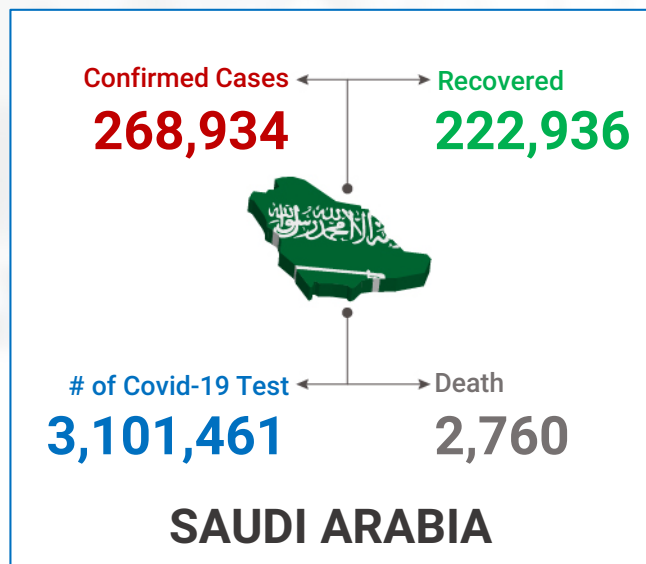 Confirmed Cases
268,934
Recovered
222,936
# of Covid-19 Test
3,101,461
Death
2,760
SAUDI ARABIA